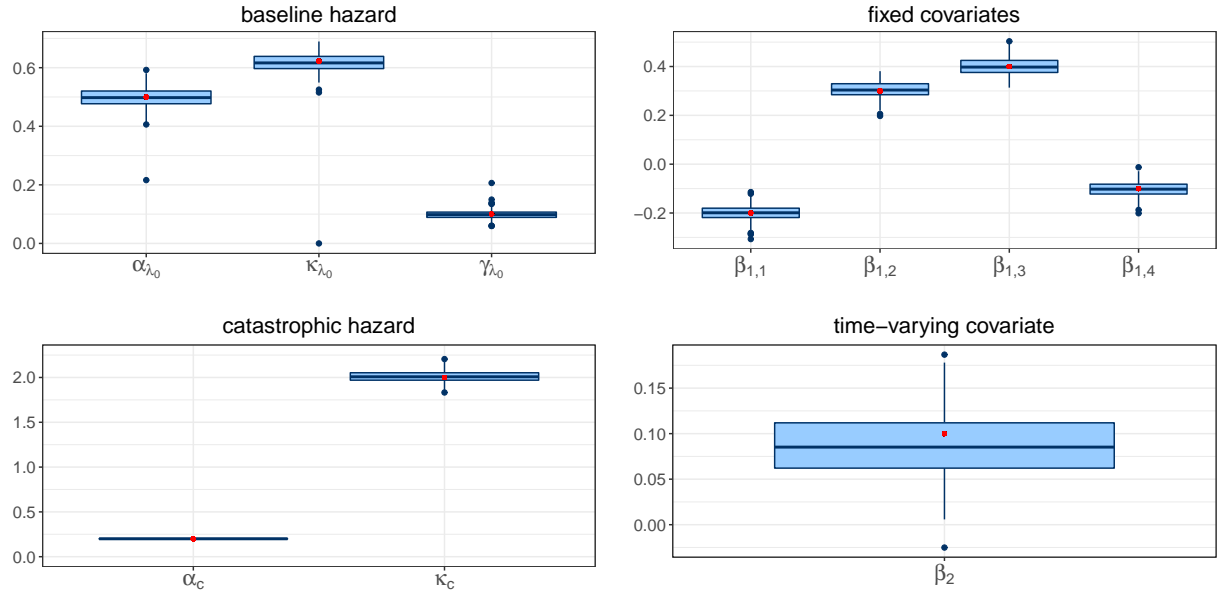 baseline hazard
0.6
0.4
0.2
0.0
αλ₀ κλ₀ γλ₀
fixed covariates
0.4
0.2
0.0
−0.2
β1,1 β1,2 β1,3 β1,4
catastrophic hazard
2.0
1.5
1.0
0.5
0.0
αc κc
time−varying covariate
0.15
0.10
0.05
0.00
β2